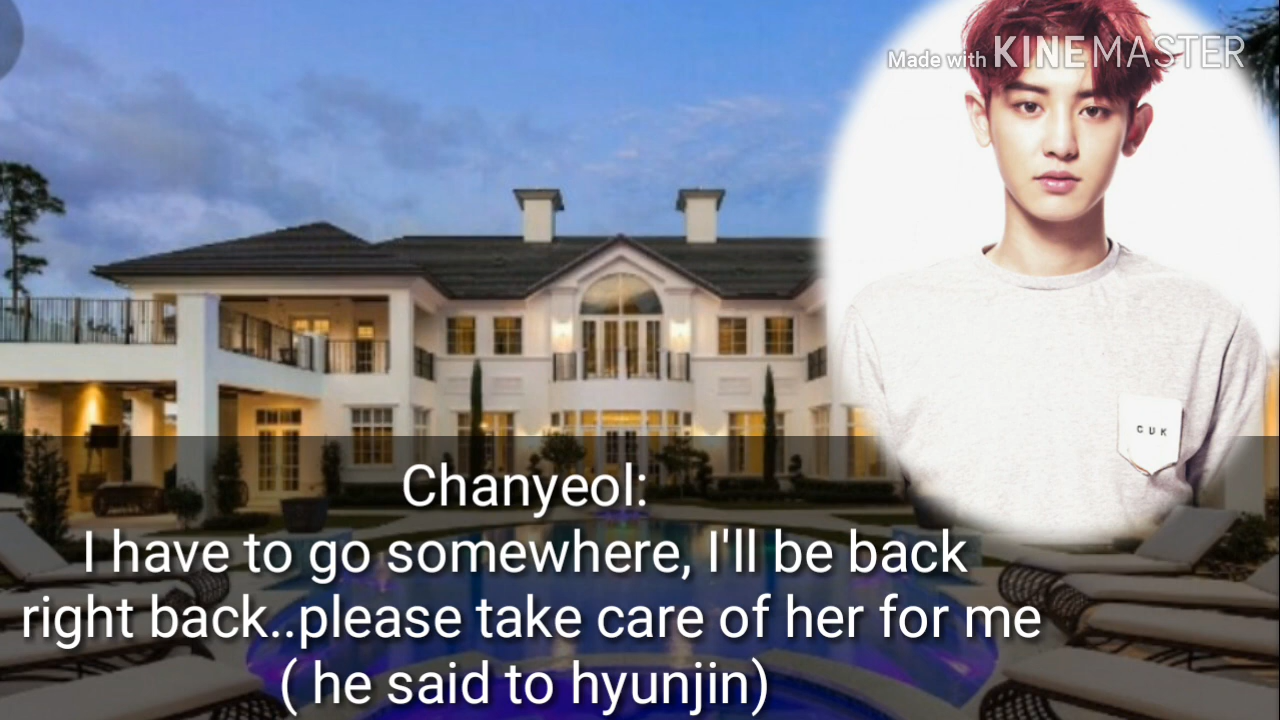 Made with KINEMASTER
CUK
Chanyeol:
I have to go somewhere, I'll be back
right back..please take care of her for me
( he said to hyunjin)